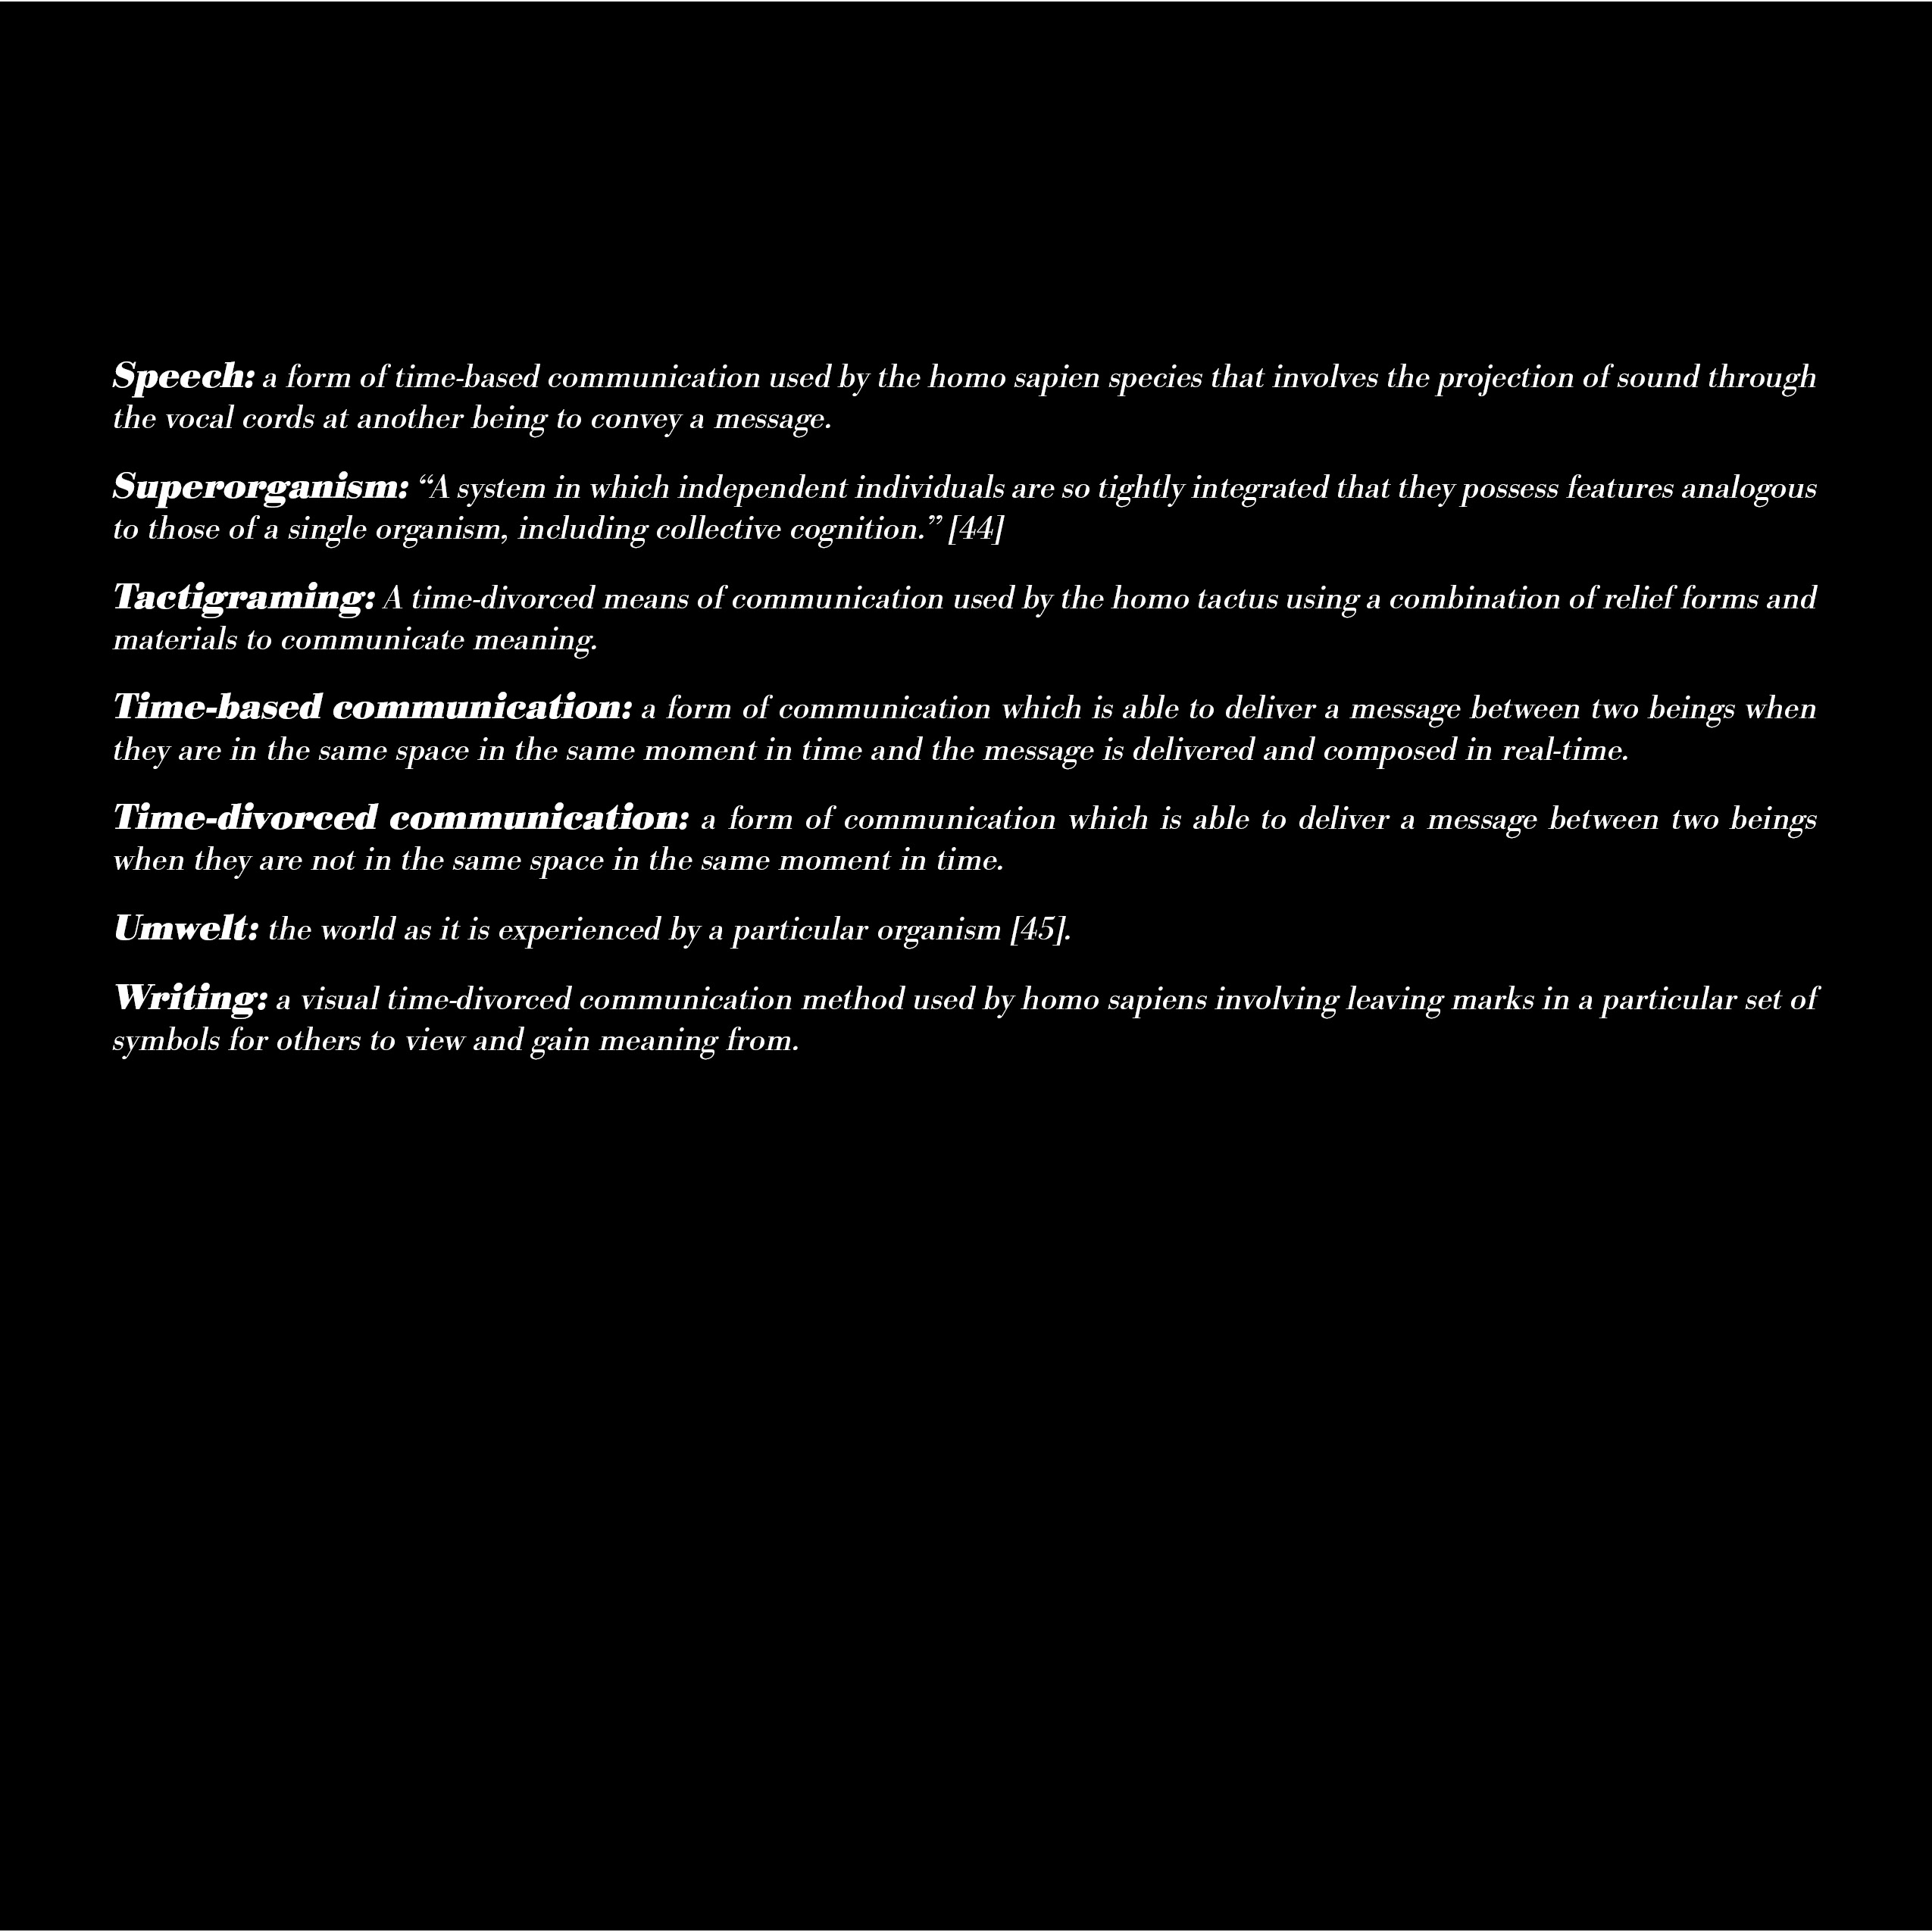 Speech: a form of time-based communication used by the homo sapien species that involves the projection of sound through
the vocal cords at another being to convey a message.
Superorganism: “A system in which independent individuals are so tightly integrated that they possess features analogous
to those of a single organism, including collective cognition.” [44]
Tactigraming: A time-divorced means of communication used by the homo tactus using a combination of relief forms and
materials to communicate meaning.
Time-based communication: a form of communication which is able to deliver a message between two beings when
they are in the same space in the same moment in time and the message is delivered and composed in real-time.
Time-divorced communication: a form of communication which is able to deliver a message between two beings
when they are not in the same space in the same moment in time.
Umwelt: the world as it is experienced by a particular organism [45].
Writing: a visual time-divorced communication method used by homo sapiens involving leaving marks in a particular set of
symbols for others to view and gain meaning from.